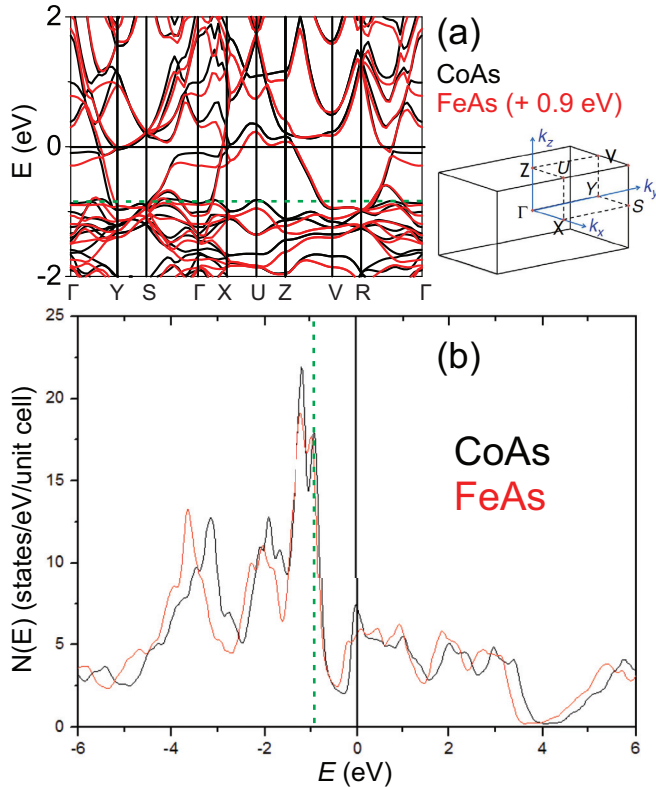 2
1
0
-2
E (eV)
Γ Y S Γ X U Z V R Γ
(a)
CoAs
FeAs (+ 0.9 eV)
k_z
Z U V
Y k_y
Γ S
X k_x
25
20
15
10
5
0
N(E) (states/eV/unit cell)
(b)
CoAs
FeAs
-6 -4 -2 0 2 4 6
E (eV)